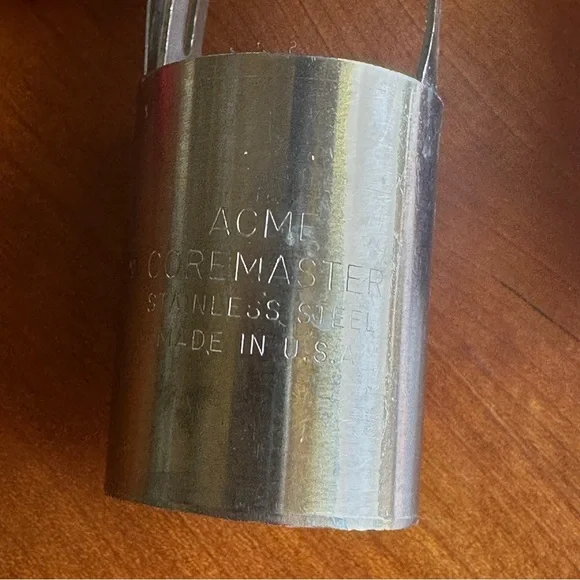 ACME
COREMASTER
STAINLESS STEEL
MADE IN U.S.A.